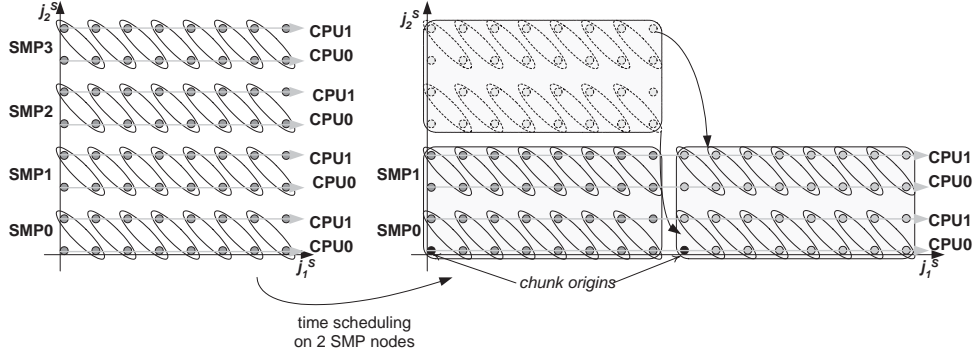 j₂ˢ
SMP3
CPU1
CPU0
SMP2
CPU1
CPU0
SMP1
CPU1
CPU0
SMP0
CPU1
CPU0
j₁ˢ
time scheduling
on 2 SMP nodes
j₂ˢ
SMP1
SMP0
CPU1
CPU0
CPU1
CPU0
j₁ˢ
chunk origins